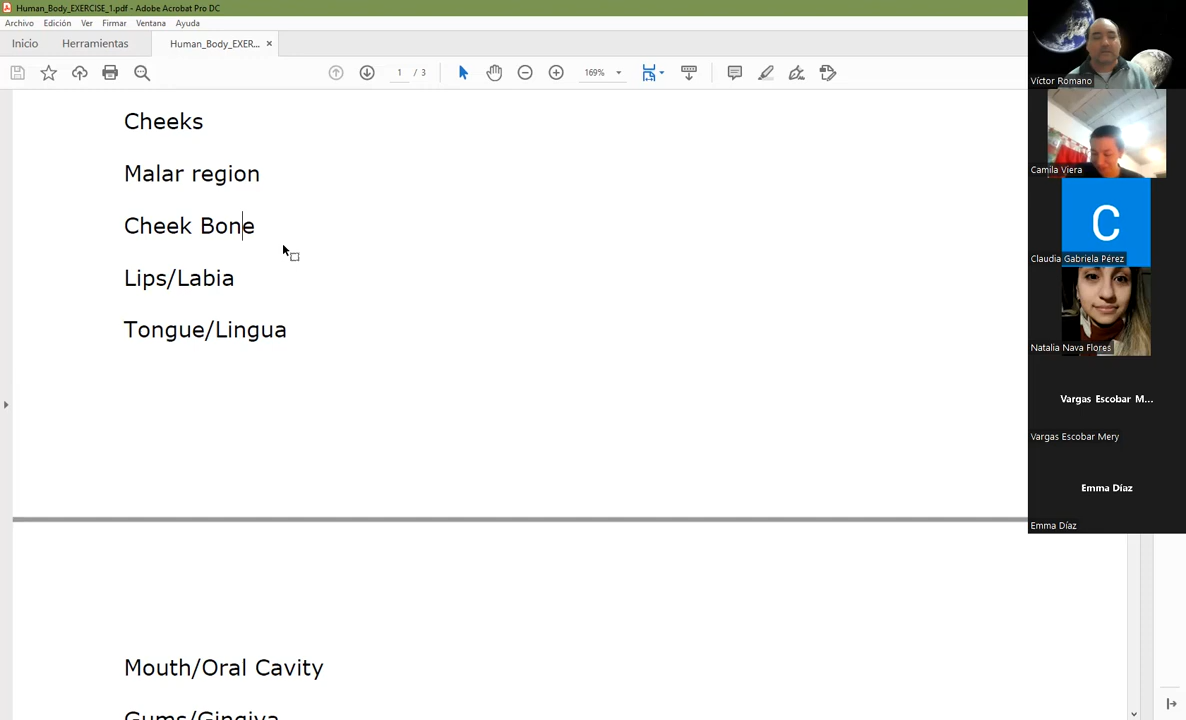 Human_Body_EXERCISE_1.pdf - Adobe Acrobat Pro DC
Archivo Edición Ver Firmar Ventana Ayuda
Inicio Herramientas Human_Body_EXER... ×
1 / 3 169%
Cheeks
Malar region
Cheek Bone
Lips/Labia
Tongue/Lingua
Mouth/Oral Cavity
Gums/Gingiva
Víctor Romano
Camila Viera
C
Claudia Gabriela Pérez
Natalia Nava Flores
Vargas Escobar M...
Vargas Escobar Mery
Emma Díaz
Emma Díaz